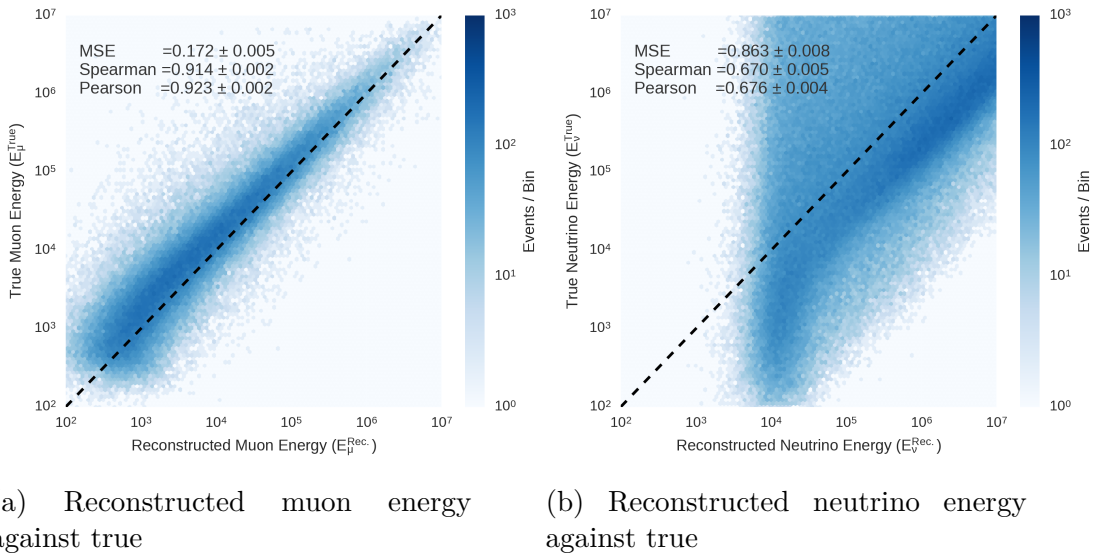 10³
10²
10¹
10⁰
Events / Bin
10⁷
10⁶
10⁵
10⁴
10³
10²
True Muon Energy (E_μ^True)
MSE =0.172 ± 0.005
Spearman =0.914 ± 0.002
Pearson =0.923 ± 0.002
10² 10³ 10⁴ 10⁵ 10⁶ 10⁷
Reconstructed Muon Energy (E_μ^Rec.)
10³
10²
10¹
10⁰
Events / Bin
10⁷
10⁶
10⁵
10⁴
10³
10²
True Neutrino Energy (E_ν^True)
MSE =0.863 ± 0.008
Spearman =0.670 ± 0.005
Pearson =0.676 ± 0.004
10² 10³ 10⁴ 10⁵ 10⁶ 10⁷
Reconstructed Neutrino Energy (E_ν^Rec.)
a) Reconstructed muon energy
against true
(b) Reconstructed neutrino energy
against true